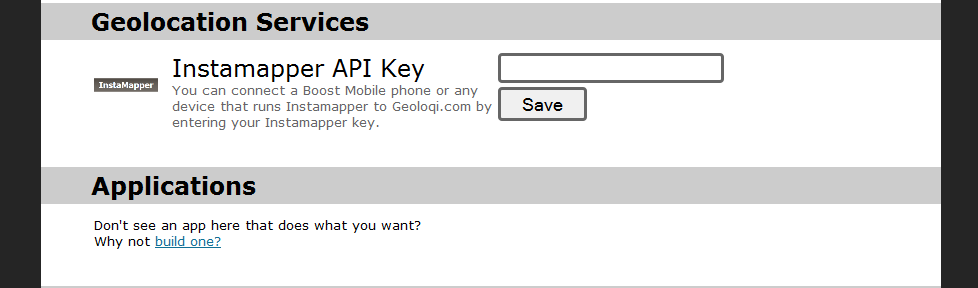 Geolocation Services
InstaMapper
Instamapper API Key
You can connect a Boost Mobile phone or any
device that runs Instamapper to Geoloqi.com by
entering your Instamapper key.
Save
Applications
Don't see an app here that does what you want?
Why not build one?